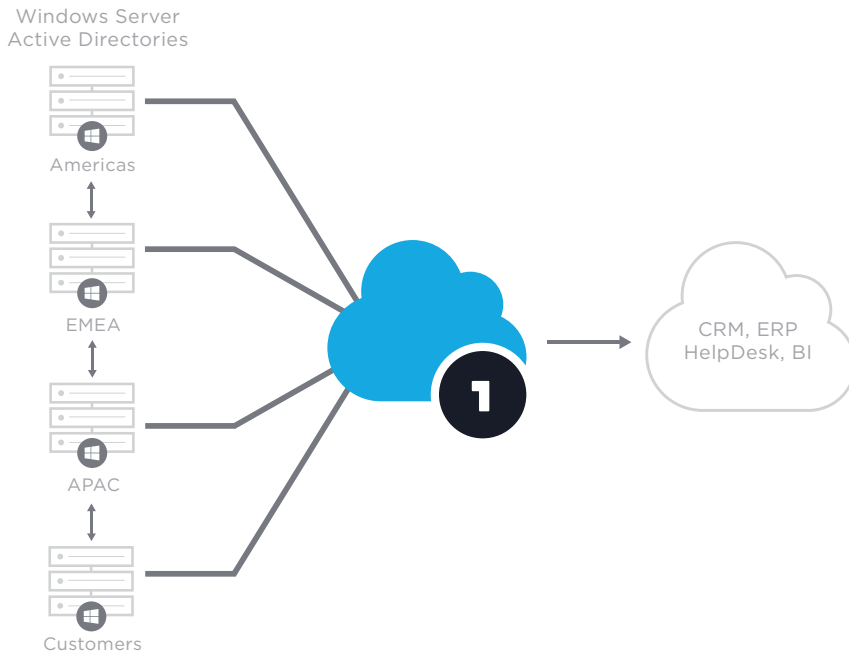 Windows Server
Active Directories
Americas
EMEA
APAC
Customers
1
CRM, ERP
HelpDesk, BI